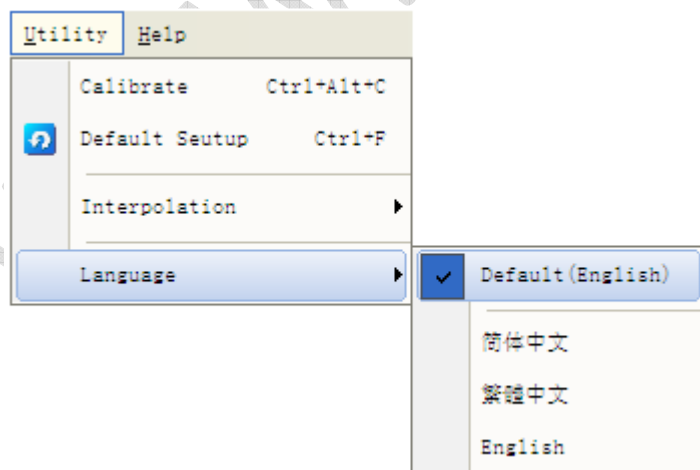 Utility Help
Calibrate Ctrl+Alt+C
Default Seutup Ctrl+F
Interpolation
Language
Default(English)
简体中文
繁體中文
English